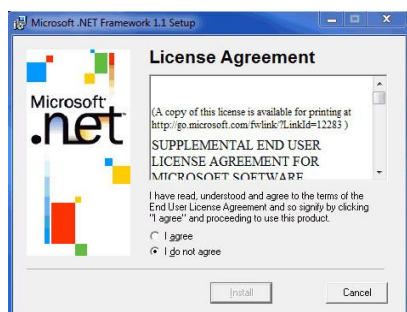 Microsoft .NET Framework 1.1 Setup
License Agreement
Microsoft
.net
(A copy of this license is available for printing at
http://go.microsoft.com/fwlink/?LinkId=12283 )
SUPPLEMENTAL END USER
LICENSE AGREEMENT FOR
MICROSOFT SOFTWARE
I have read, understood and agree to the terms of the
End User License Agreement and so signify by clicking
"I agree" and proceeding to use this product.
I agree
I do not agree
Install
Cancel